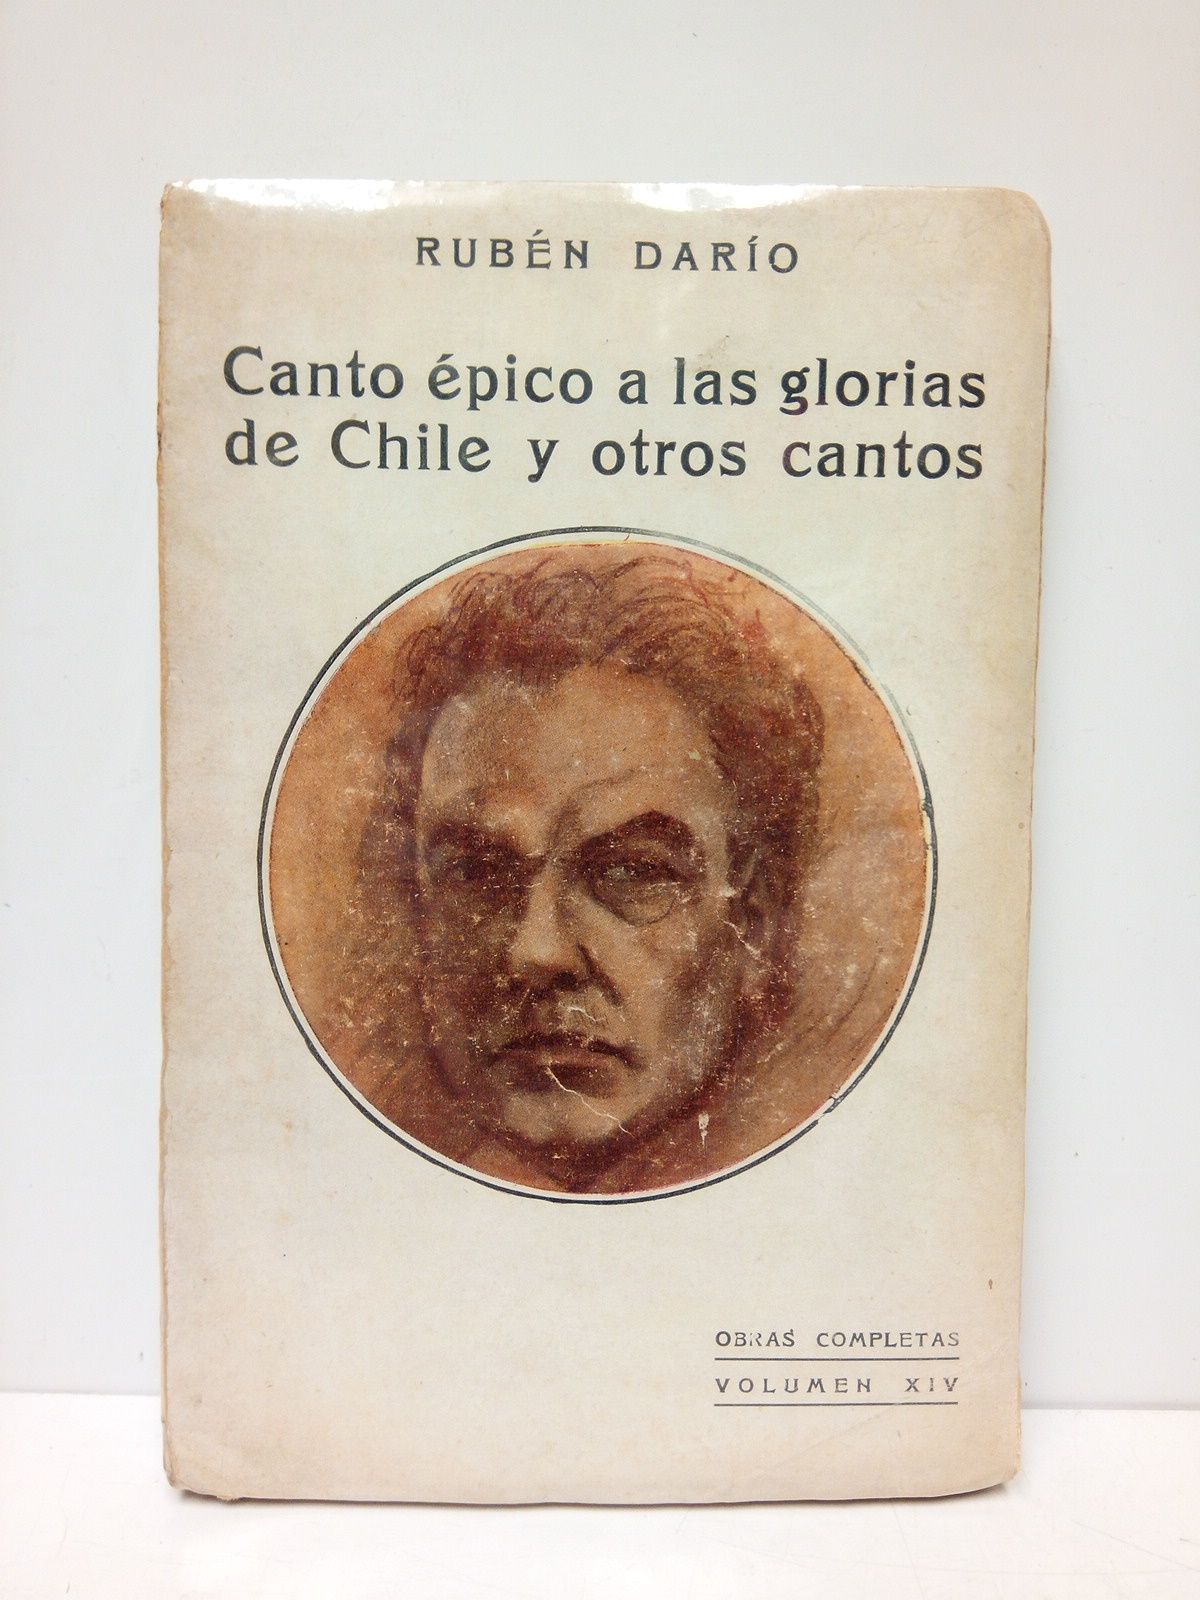 RUBÉN DARÍO
Canto épico a las glorias
de Chile y otros cantos
OBRAS COMPLETAS
VOLUMEN XIV